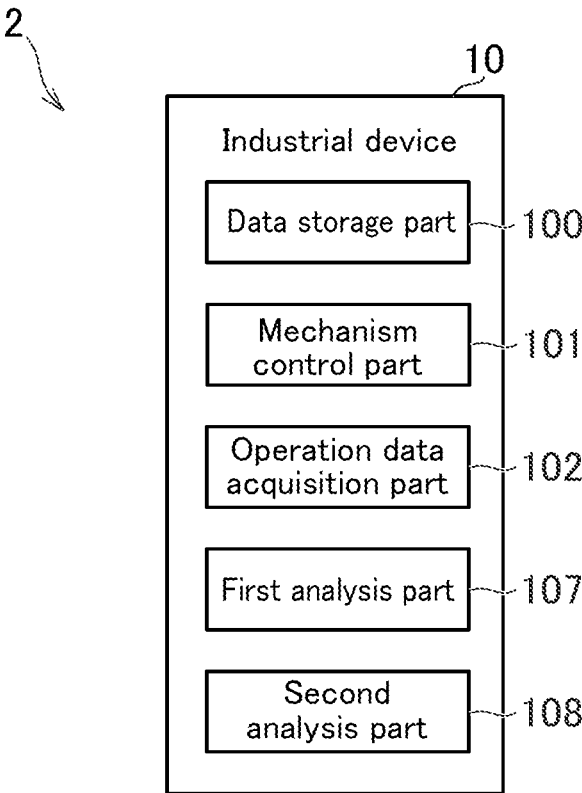 2
10
Industrial device
Data storage part
100
Mechanism
control part
101
Operation data
acquisition part
102
First analysis part
107
Second
analysis part
108